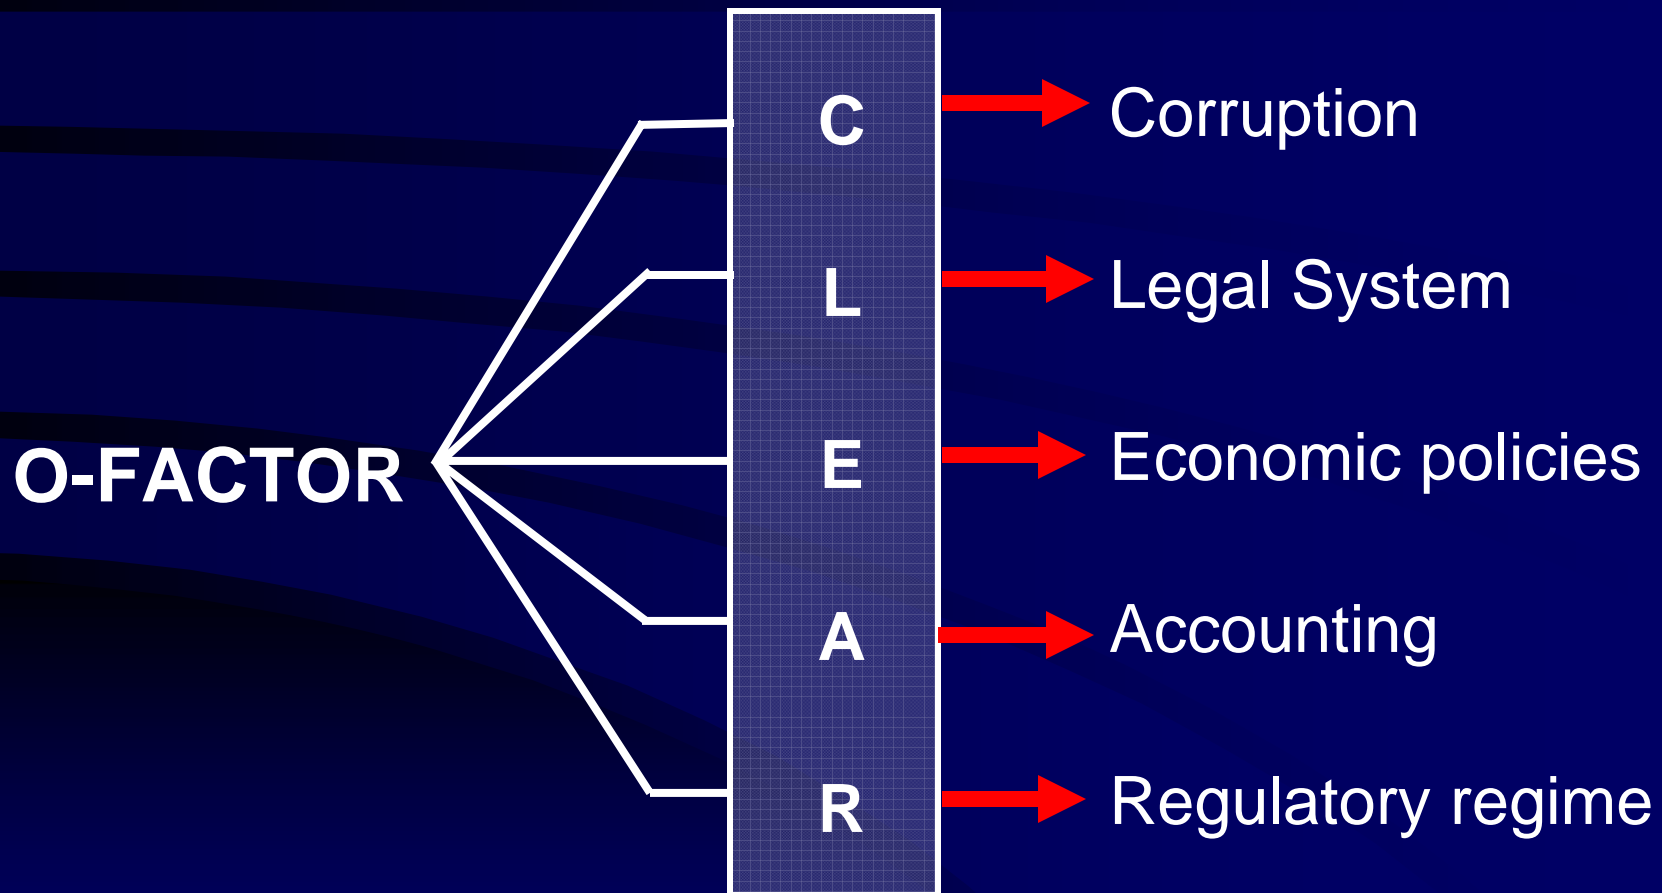 C Corruption
L Legal System
O-FACTOR E Economic policies
A Accounting
R Regulatory regime